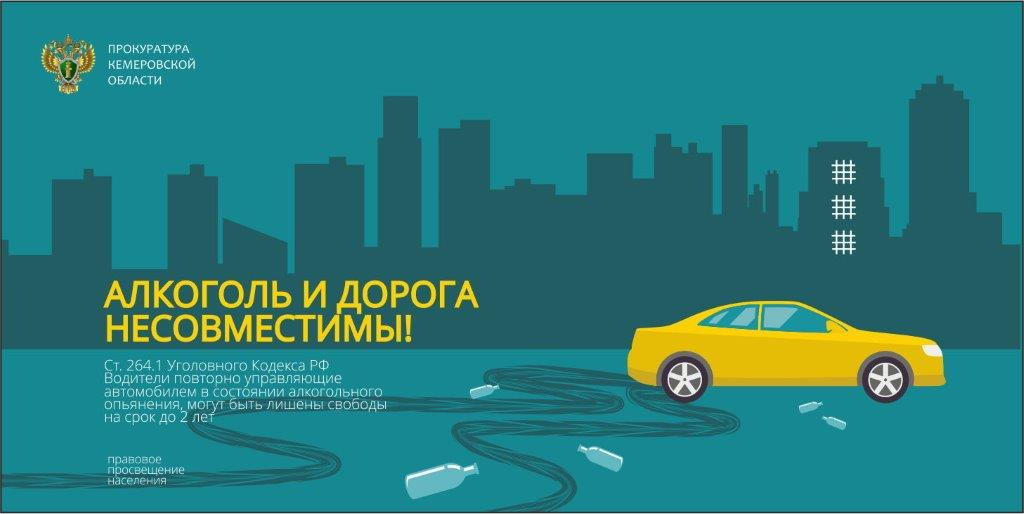 ПРОКУРАТУРА
КЕМЕРОВСКОЙ
ОБЛАСТИ
АЛКОГОЛЬ И ДОРОГА
НЕСОВМЕСТИМЫ!
Ст. 264.1 Уголовного Кодекса РФ
Водители повторно управляющие
автомобилем в состоянии алкогольного
опьянения, могут быть лишены свободы
на срок до 2 лет
правовое
просвещение
населения